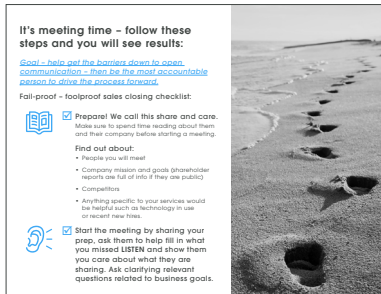 It's meeting time – follow these
steps and you will see results:
Goal – help get the barriers down to open
communication – then be the most accountable
person to drive the process forward.
Fail-proof – foolproof sales closing checklist:
Prepare! We call this share and care.
Make sure to spend time reading about them
and their company before starting a meeting.
Find out about:
• People you will meet
• Company mission and goals (shareholder
reports are full of info if they are public)
• Competitors
• Anything specific to your services would
be helpful such as technology in use
or recent new hires.
Start the meeting by sharing your
prep, ask them to help fill in what
you missed LISTEN and show them
you care about what they are
sharing. Ask clarifying relevant
questions related to business goals.